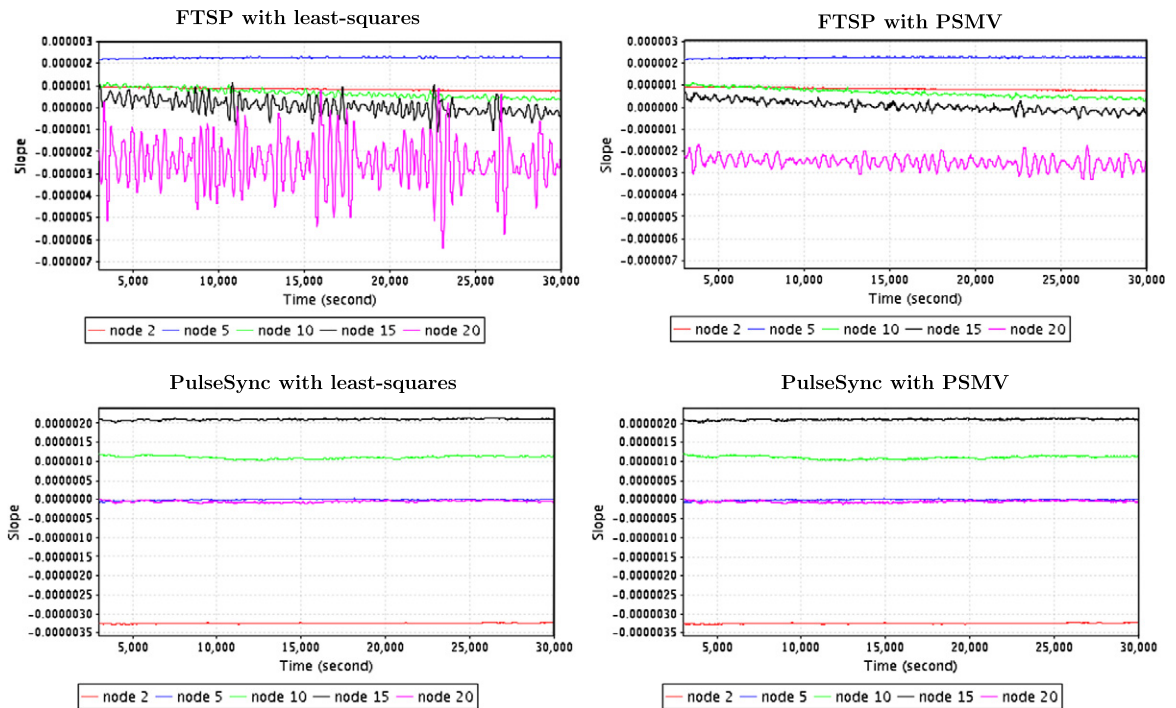 FTSP with least-squares
0.000003
0.000002
0.000001
0.000000
-0.000001
-0.000002
-0.000003
-0.000004
-0.000005
-0.000006
-0.000007
Slope
5,000 10,000 15,000 20,000 25,000 30,000
Time (second)
node 2 node 5 node 10 node 15 node 20
FTSP with PSMV
0.000003
0.000002
0.000001
0.000000
-0.000001
-0.000002
-0.000003
-0.000004
-0.000005
-0.000006
-0.000007
Slope
5,000 10,000 15,000 20,000 25,000 30,000
Time (second)
node 2 node 5 node 10 node 15 node 20
PulseSync with least-squares
0.0000020
0.0000015
0.0000010
0.0000005
0.0000000
-0.0000005
-0.0000010
-0.0000015
-0.0000020
-0.0000025
-0.0000030
-0.0000035
Slope
5,000 10,000 15,000 20,000 25,000 30,000
Time (second)
node 2 node 5 node 10 node 15 node 20
PulseSync with PSMV
0.0000020
0.0000015
0.0000010
0.0000005
0.0000000
-0.0000005
-0.0000010
-0.0000015
-0.0000020
-0.0000025
-0.0000030
-0.0000035
Slope
5,000 10,000 15,000 20,000 25,000 30,000
Time (second)
node 2 node 5 node 10 node 15 node 20